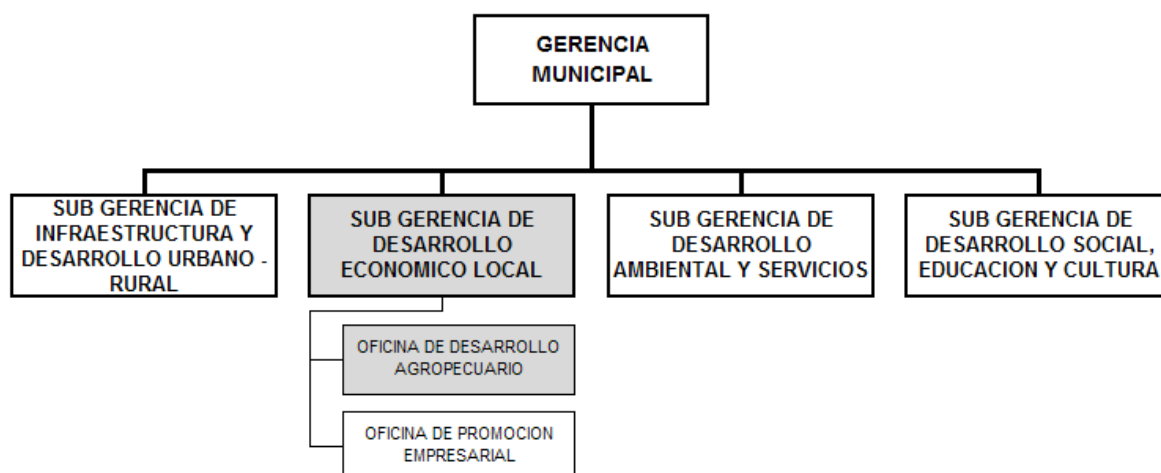 GERENCIA
MUNICIPAL
SUB GERENCIA DE
INFRAESTRUCTURA Y
DESARROLLO URBANO -
RURAL
SUB GERENCIA DE
DESARROLLO
ECONOMICO LOCAL
SUB GERENCIA DE
DESARROLLO
AMBIENTAL Y SERVICIOS
SUB GERENCIA DE
DESARROLLO SOCIAL,
EDUCACION Y CULTURA
OFICINA DE DESARROLLO
AGROPECUARIO
OFICINA DE PROMOCION
EMPRESARIAL